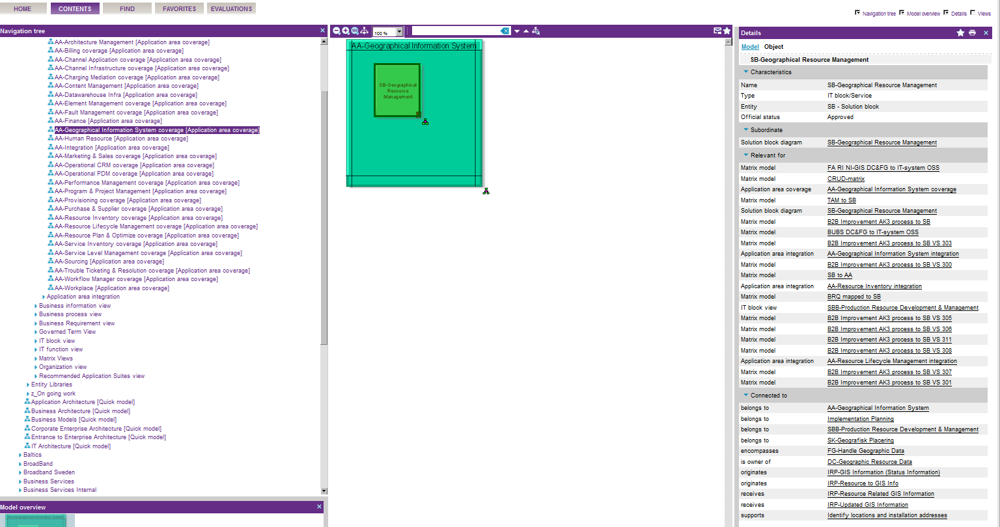 HOME CONTENTS FIND FAVORITES EVALUATIONS
Navigation tree Model overview Details Views
Navigation tree
AA-Architecture Management [Application area coverage]
AA-Billing coverage [Application area coverage]
AA-Channel Application coverage [Application area coverage]
AA-Channel Infrastructure coverage [Application area coverage]
AA-Charging Mediation coverage [Application area coverage]
AA-Content Management [Application area coverage]
AA-Datawarehouse Infra [Application area coverage]
AA-Element Management coverage [Application area coverage]
AA-Fault Management coverage [Application area coverage]
AA-Finance [Application area coverage]
AA-Geographical Information System coverage [Application area coverage]
AA-Human Resource [Application area coverage]
AA-Integration [Application area coverage]
AA-Marketing & Sales coverage [Application area coverage]
AA-Operational CRM coverage [Application area coverage]
AA-Operational PDM coverage [Application area coverage]
AA-Performance Management coverage [Application area coverage]
AA-Program & Project Management [Application area coverage]
AA-Provisioning coverage [Application area coverage]
AA-Purchase & Supplier coverage [Application area coverage]
AA-Resource Inventory coverage [Application area coverage]
AA-Resource Lifecycle Management coverage [Application area coverage]
AA-Resource Plan & Optimize coverage [Application area coverage]
AA-Service Inventory coverage [Application area coverage]
AA-Service Level Management coverage [Application area coverage]
AA-Sourcing [Application area coverage]
AA-Trouble Ticketing & Resolution coverage [Application area coverage]
AA-Workflow Manager coverage [Application area coverage]
AA-Workplace [Application area coverage]
Application area integration
Business information view
Business process view
Business Requirement view
Governed Term View
IT block view
IT function view
Matrix Views
Organization view
Recommended Application Suites view
Entity Libraries
z_On going work
Application Architecture [Quick model]
Business Architecture [Quick model]
Business Models [Quick model]
Corporate Enterprise Architecture [Quick model]
Entrance to Enterprise Architecture [Quick model]
IT Architecture [Quick model]
Baltics
BroadBand
Broadband Sweden
Business Services
Business Services Internal
Model overview
AA-Geographical Information System
100 %
AA-Geographical Information System
SB-Geographical
Resource
Management
Details
Model Object
SB-Geographical Resource Management
Characteristics
Name SB-Geographical Resource Management
Type IT block/Service
Entity SB - Solution block
Official status Approved
Subordinate
Solution block diagram SB-Geographical Resource Management
Relevant for
Matrix model FA RI NI-GIS DC&FG to IT-system OSS
Matrix model CRUD-matrix
Application area coverage AA-Geographical Information System coverage
Matrix model TAM to SB
Solution block diagram SB-Geographical Resource Management
Matrix model B2B Improvement AK3 process to SB
Matrix model BUBS DC&FG to IT-system OSS
Matrix model B2B Improvement AK3 process to SB VS 303
Application area integration AA-Geographical Information System integration
Matrix model B2B Improvement AK3 process to SB VS 300
Matrix model SB to AA
Application area integration AA-Resource Inventory integration
Matrix model BRQ mapped to SB
IT block view SBB-Production Resource Development & Management
Matrix model B2B Improvement AK3 process to SB VS 305
Matrix model B2B Improvement AK3 process to SB VS 306
Matrix model B2B Improvement AK3 process to SB VS 311
Matrix model B2B Improvement AK3 process to SB VS 308
Application area integration AA-Resource Lifecycle Management integration
Matrix model B2B Improvement AK3 process to SB VS 307
Matrix model B2B Improvement AK3 process to SB VS 301
Connected to
belongs to AA-Geographical Information System
belongs to Implementation Planning
belongs to SBB-Production Resource Development & Management
belongs to SK-Geografisk Placering
encompasses FG-Handle Geographic Data
is owner of DC-Geographic Resource Data
originates IRP-GIS Information (Status Information)
originates IRP-Resource to GIS Info
receives IRP-Resource Related GIS Information
receives IRP-Updated GIS Information
supports Identify locations and installation addresses